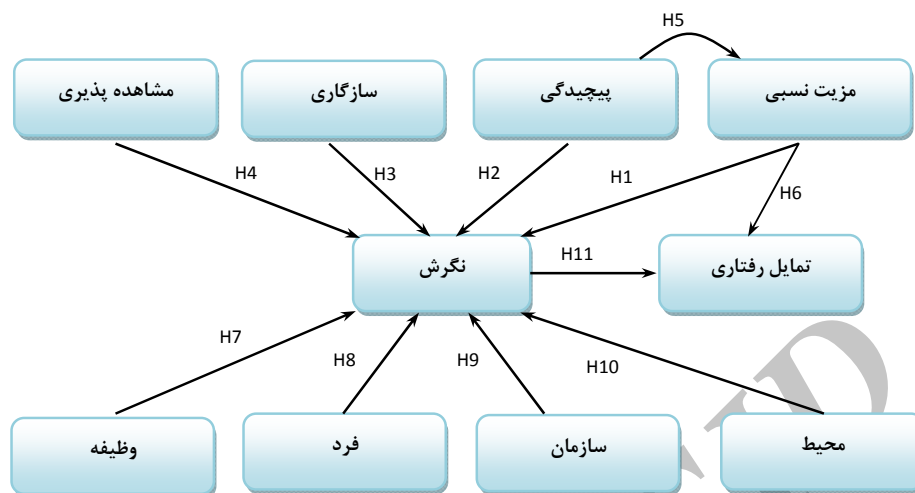 H5
مزیت نسبی
پیچیدگی
سازگاری
مشاهده پذیری
H4
H3
H2
H1
H6
نگرش
H11
تمایل رفتاری
H7
H8
H9
H10
محیط
سازمان
فرد
وظیفه